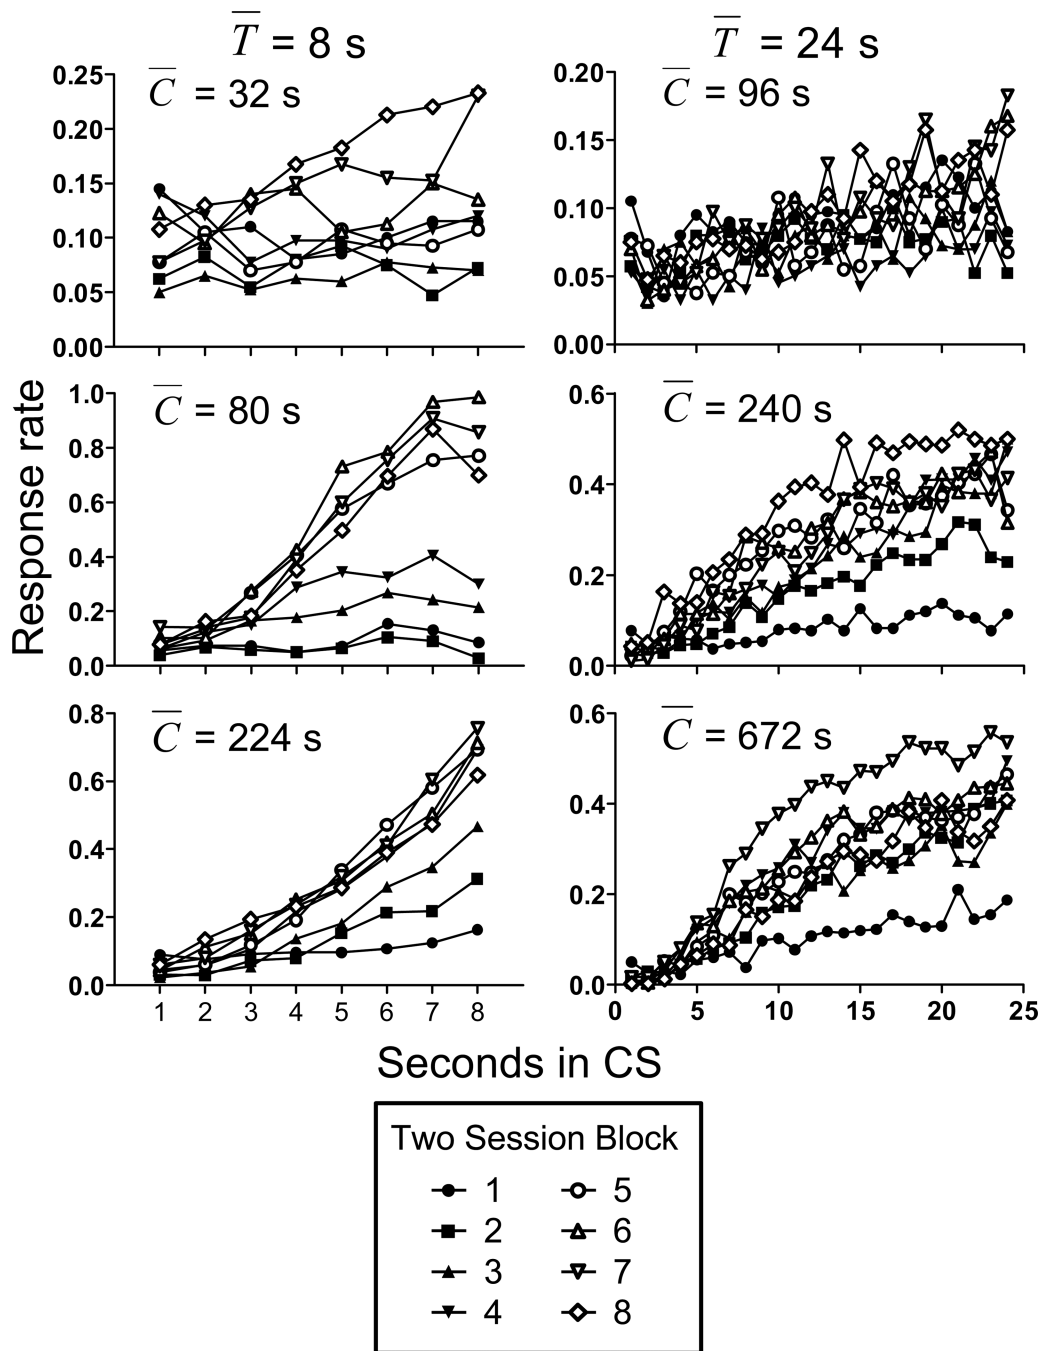 T = 8 s
T = 24 s
C = 32 s
0.25
0.20
0.15
0.10
0.05
0.00
C = 96 s
0.20
0.15
0.10
0.05
0.00
Response rate
C = 80 s
1.0
0.8
0.6
0.4
0.2
0.0
C = 240 s
0.6
0.4
0.2
0.0
C = 224 s
0.8
0.6
0.4
0.2
0.0
1 2 3 4 5 6 7 8
C = 672 s
0.6
0.4
0.2
0.0
0 5 10 15 20 25
Seconds in CS
Two Session Block
1 5
2 6
3 7
4 8